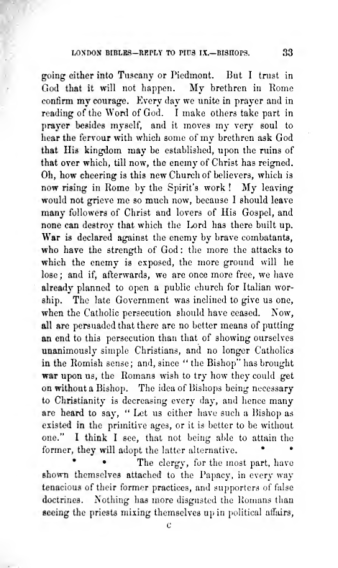 LONDON BIBLES—REPLY TO PIUS IX.—BISHOPS. 33
going either into Tuscany or Piedmont. But I trust in
God that it will not happen. My brethren in Rome
confirm my courage. Every day we unite in prayer and in
reading of the Word of God. I make others take part in
prayer besides myself, and it moves my very soul to
hear the fervour with which some of my brethren ask God
that His kingdom may be established, upon the ruins of
that over which, till now, the enemy of Christ has reigned.
Oh, how cheering is this new Church of believers, which is
now rising in Rome by the Spirit's work! My leaving
would not grieve me so much now, because I should leave
many followers of Christ and lovers of His Gospel, and
none can destroy that which the Lord has there built up.
War is declared against the enemy by brave combatants,
who have the strength of God: the more the attacks to
which the enemy is exposed, the more ground will he
lose; and if, afterwards, we are once more free, we have
already planned to open a public church for Italian wor-
ship. The late Government was inclined to give us one,
when the Catholic persecution should have ceased. Now,
all are persuaded that there are no better means of putting
an end to this persecution than that of showing ourselves
unanimously simple Christians, and no longer Catholics
in the Romish sense; and, since "the Bishop" has brought
war upon us, the Romans wish to try how they could get
on without a Bishop. The idea of Bishops being necessary
to Christianity is decreasing every day, and hence many
are heard to say, "Let us either have such a Bishop as
existed in the primitive ages, or it is better to be without
one." I think I see, that not being able to attain the
former, they will adopt the latter alternative. * *
* * The clergy, for the most part, have
shown themselves attached to the Papacy, in every way
tenacious of their former practices, and supporters of false
doctrines. Nothing has more disgusted the Romans than
seeing the priests mixing themselves up in political affairs,
C